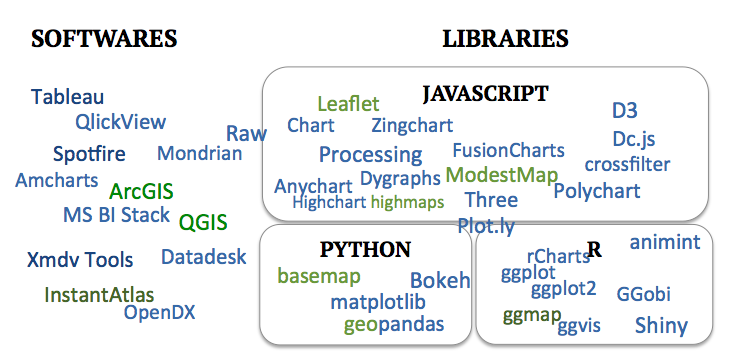 SOFTWARES
LIBRARIES
Tableau
QlickView
Raw
Spotfire
Mondrian
Amcharts
ArcGIS
MS BI Stack
QGIS
Xmdv Tools
Datadesk
InstantAtlas
OpenDX
JAVASCRIPT
Leaflet
D3
Chart
Zingchart
Dc.js
Processing
FusionCharts
crossfilter
Anychart
Dygraphs
ModestMap
Polychart
Highchart
highmaps
Three
Plot.ly
PYTHON
basemap
Bokeh
matplotlib
geopandas
R
animint
rCharts
ggplot
ggplot2
GGobi
ggmap
ggvis
Shiny